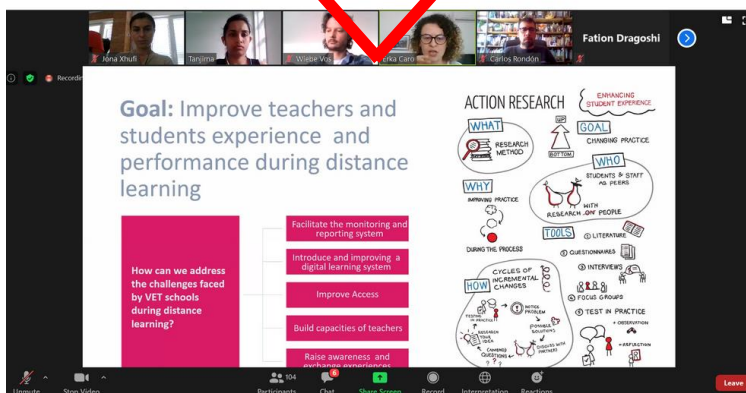 Jona Xhufi
Tanjima
Wiebe Vos
Erka Caro
Carlos Rondón
Fation Dragoshi
Recordin
Goal: Improve teachers and
students experience and
performance during distance
learning
How can we address
the challenges faced
by VET schools
during distance
learning?
Facilitate the monitoring and
reporting system
Introduce and improving a
digital learning system
Improve Access
Build capacities of teachers
Raise awareness and
exchange experiences
ACTION RESEARCH
ENHANCING
STUDENT EXPERIENCE
WHAT
RESEARCH
METHOD
UP
BOTTOM
GOAL
CHANGING PRACTICE
WHO
STUDENTS & STAFF
AS PEERS
WITH
RESEARCH ON PEOPLE
WHY
IMPROVING PRACTICE
DURING THE PROCESS
TOOLS
① LITERATURE
② QUESTIONNAIRES
③ INTERVIEWS
④ FOCUS GROUPS
⑤ TEST IN PRACTICE
+ OBSERVATION
+ REFLECTION
HOW
CYCLES OF
INCREMENTAL
CHANGES
NOTICE
PROBLEM
POSSIBLE
SOLUTIONS
DISCUSS WITH
PARTNERS
COMBINED
QUESTIONS
RESEARCH
YOUR
IDEA
TESTING
IN PRACTICE
Unmute
Stop Video
104
Participants
6
Chat
Share Screen
Record
Interpretation
Reactions
Leave